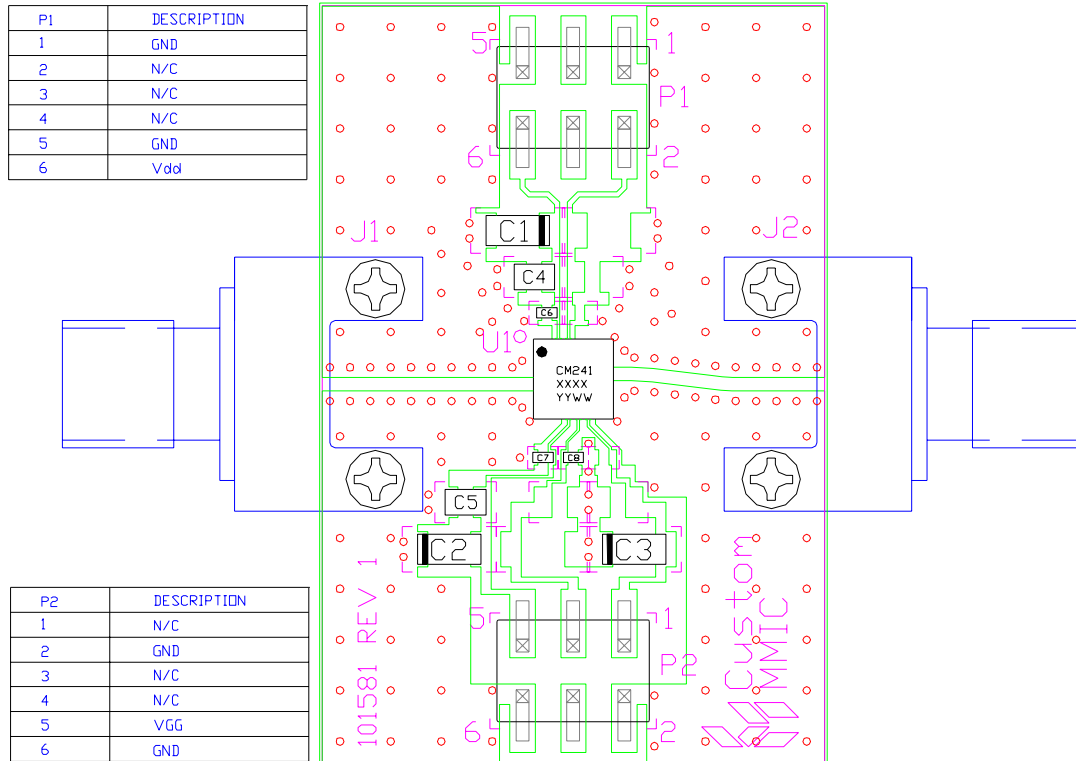 P1 DESCRIPTION
1 GND
2 N/C
3 N/C
4 N/C
5 GND
6 Vdd
5 1
P1
6 2
J1 C1 J2
C4
C6
U1
CM241
XXXX
YYWW
C7 C8
C5
C2 C3
P2 DESCRIPTION
1 N/C
2 GND
3 N/C
4 N/C
5 VGG
6 GND
5 1
P2
6 2
101581 REV 1
Custom
MMIC